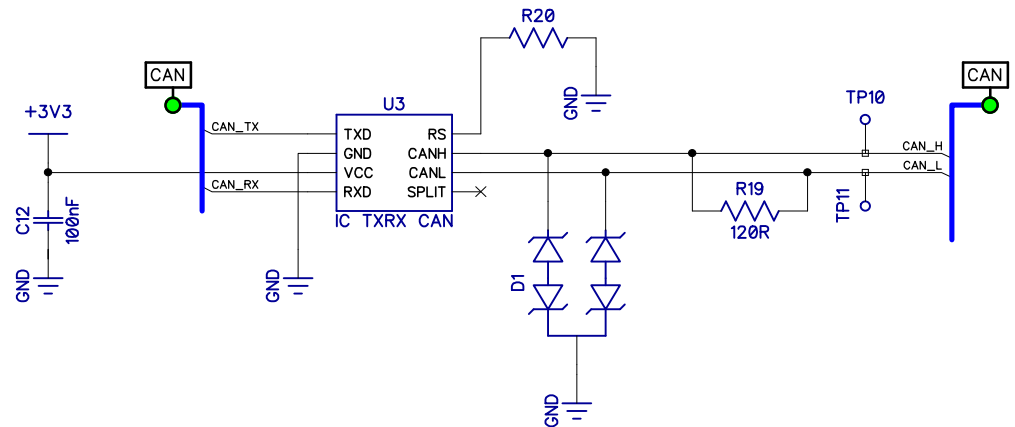 R20
CAN
CAN
+3V3
U3
GND
TP10
CAN_TX
TXD
RS
GND
CANH
CAN_H
VCC
CANL
CAN_L
CAN_RX
RXD
SPLIT
R19
TP11
C12
100nF
IC TXRX CAN
120R
GND
GND
D1
GND